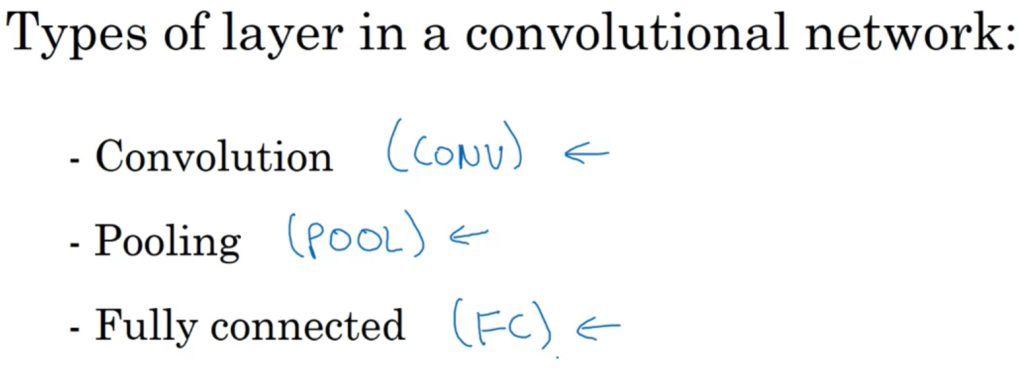 Types of layer in a convolutional network:
- Convolution (CONV) ←
- Pooling (POOL) ←
- Fully connected (FC) ←